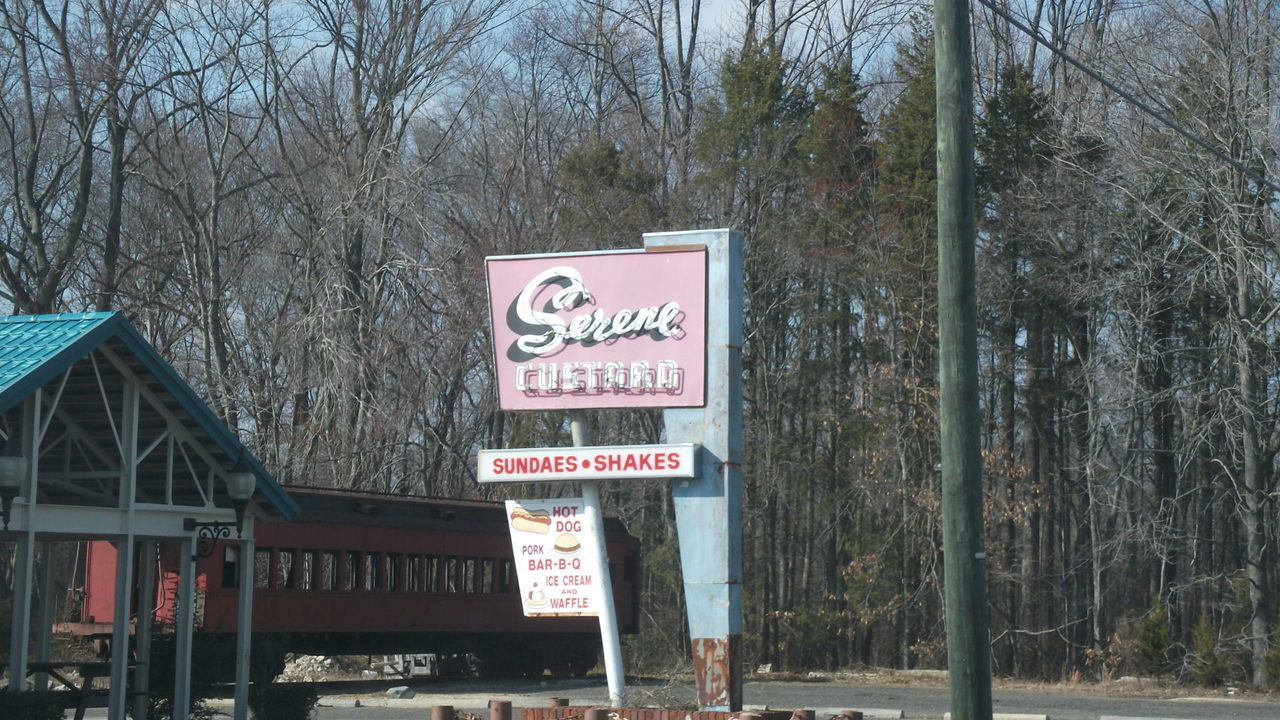 Serene
CUSTARD
SUNDAES • SHAKES
HOT
DOG
PORK
BAR-B-Q
ICE CREAM
AND
WAFFLE